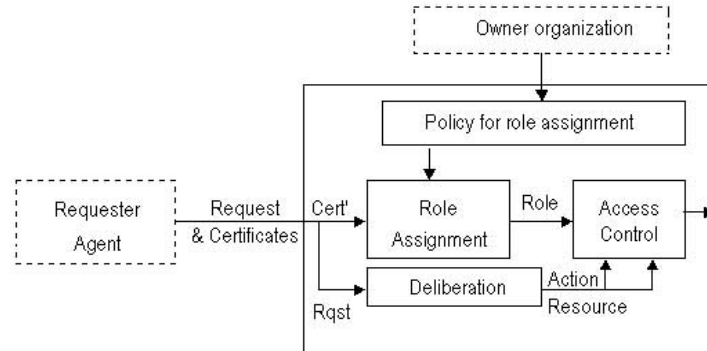 Owner organization
Policy for role assignment
Requester
Agent
Request
& Certificates
Cert'
Role
Assignment
Role
Access
Control
Rqst
Deliberation
Action
Resource